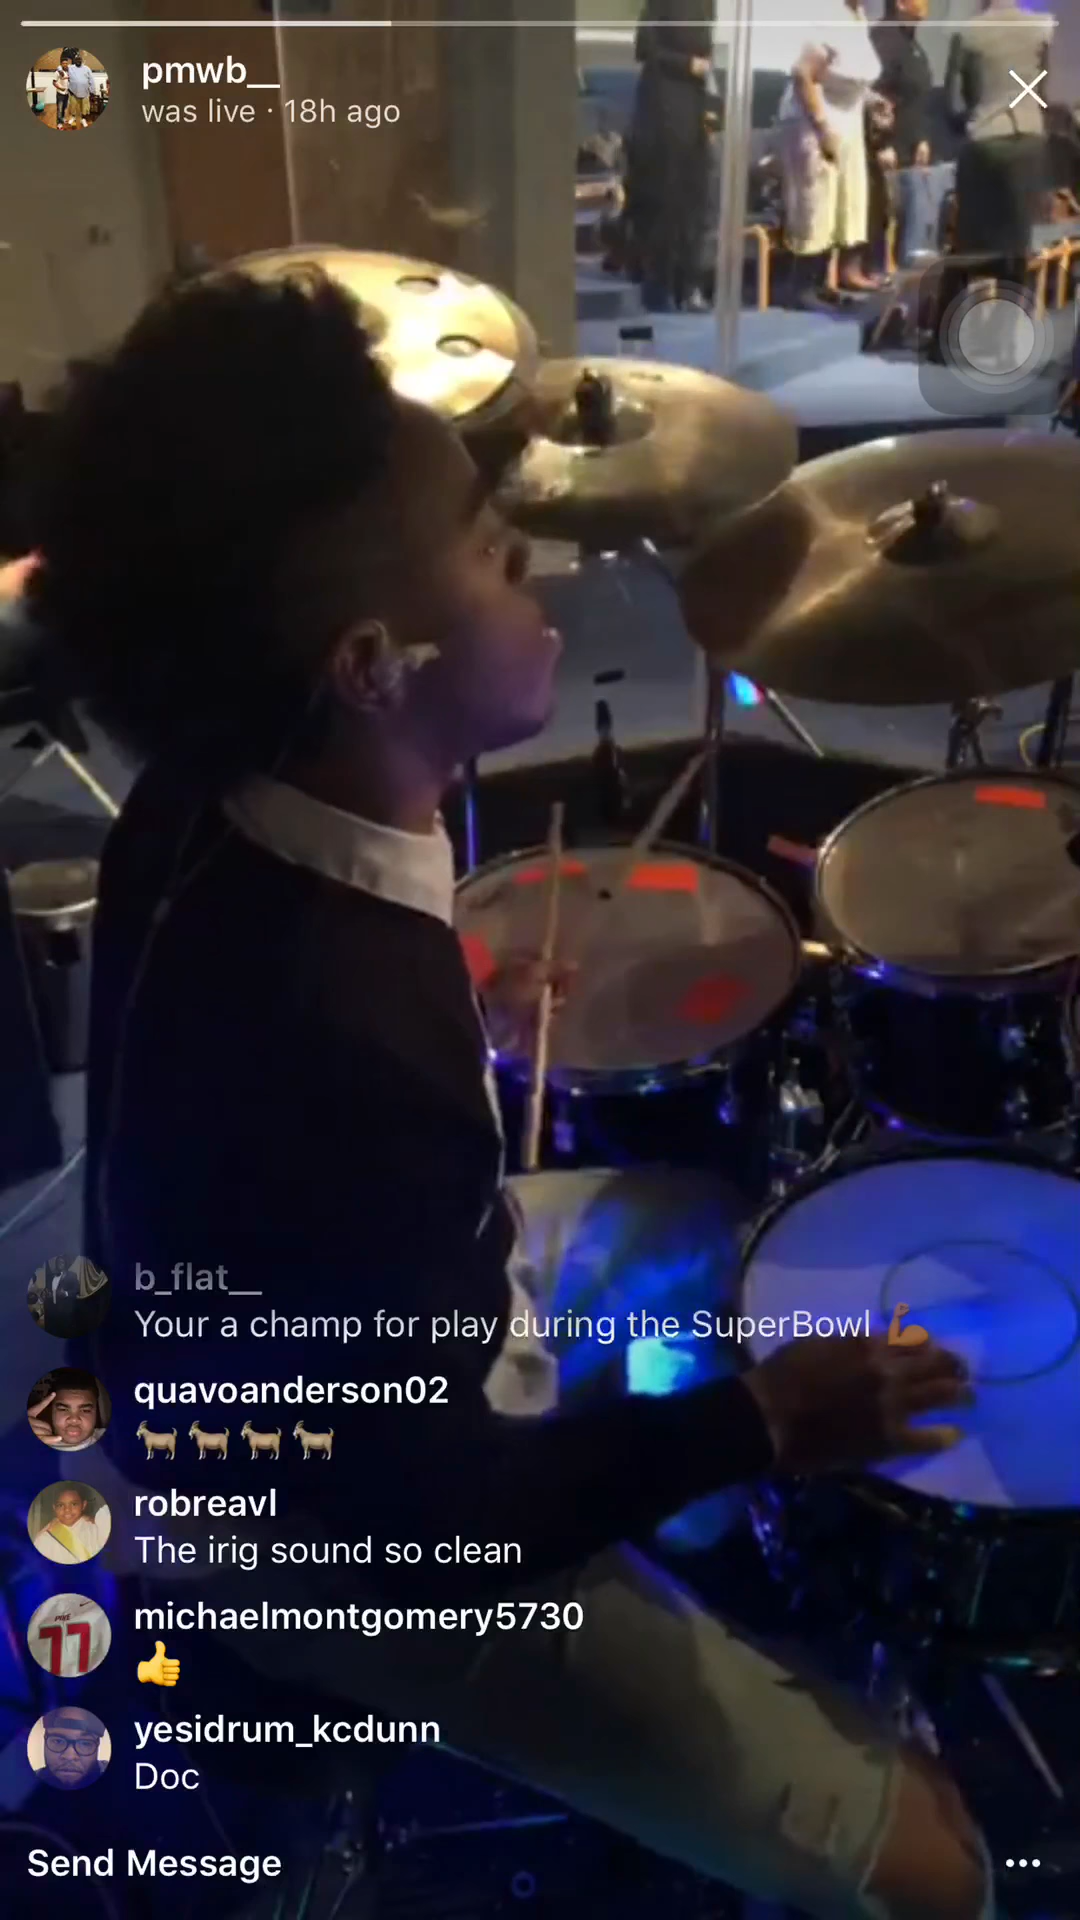 pmwb__
was live · 18h ago
b_flat__
Your a champ for play during the SuperBowl 💪🏾
quavoanderson02
🐐🐐🐐🐐
robreavl
The irig sound so clean
michaelmontgomery5730
👍
77
yesidrum_kcdunn
Doc
Send Message